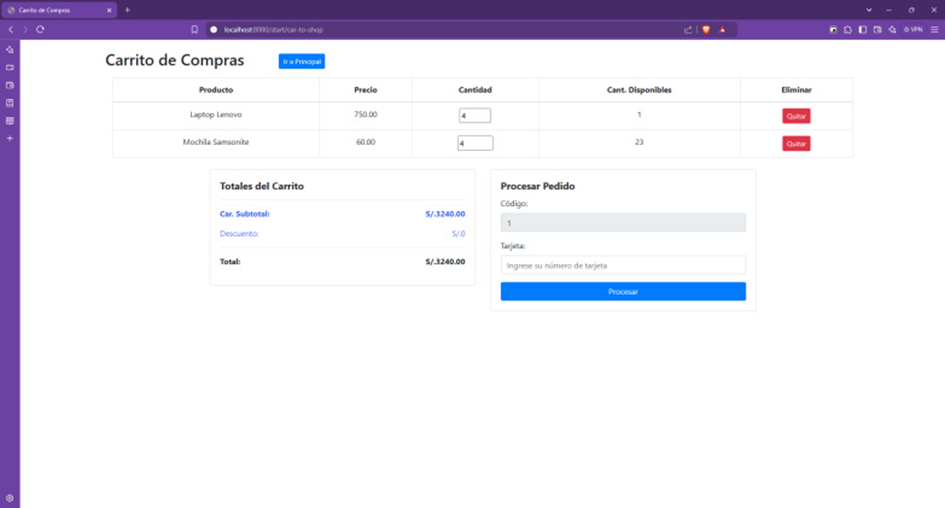 Carrito de Compras
localhost:8080/start/car-to-shop
VPN
Carrito de Compras
Ir a Principal
Producto Precio Cantidad Cant. Disponibles Eliminar
Laptop Lenovo 750.00 4 1 Quitar
Mochila Samsonite 60.00 4 23 Quitar
Totales del Carrito
Car. Subtotal: S/.3240.00
Descuento: S/.0
Total: S/.3240.00
Procesar Pedido
Código:
1
Tarjeta:
Ingrese su número de tarjeta
Procesar